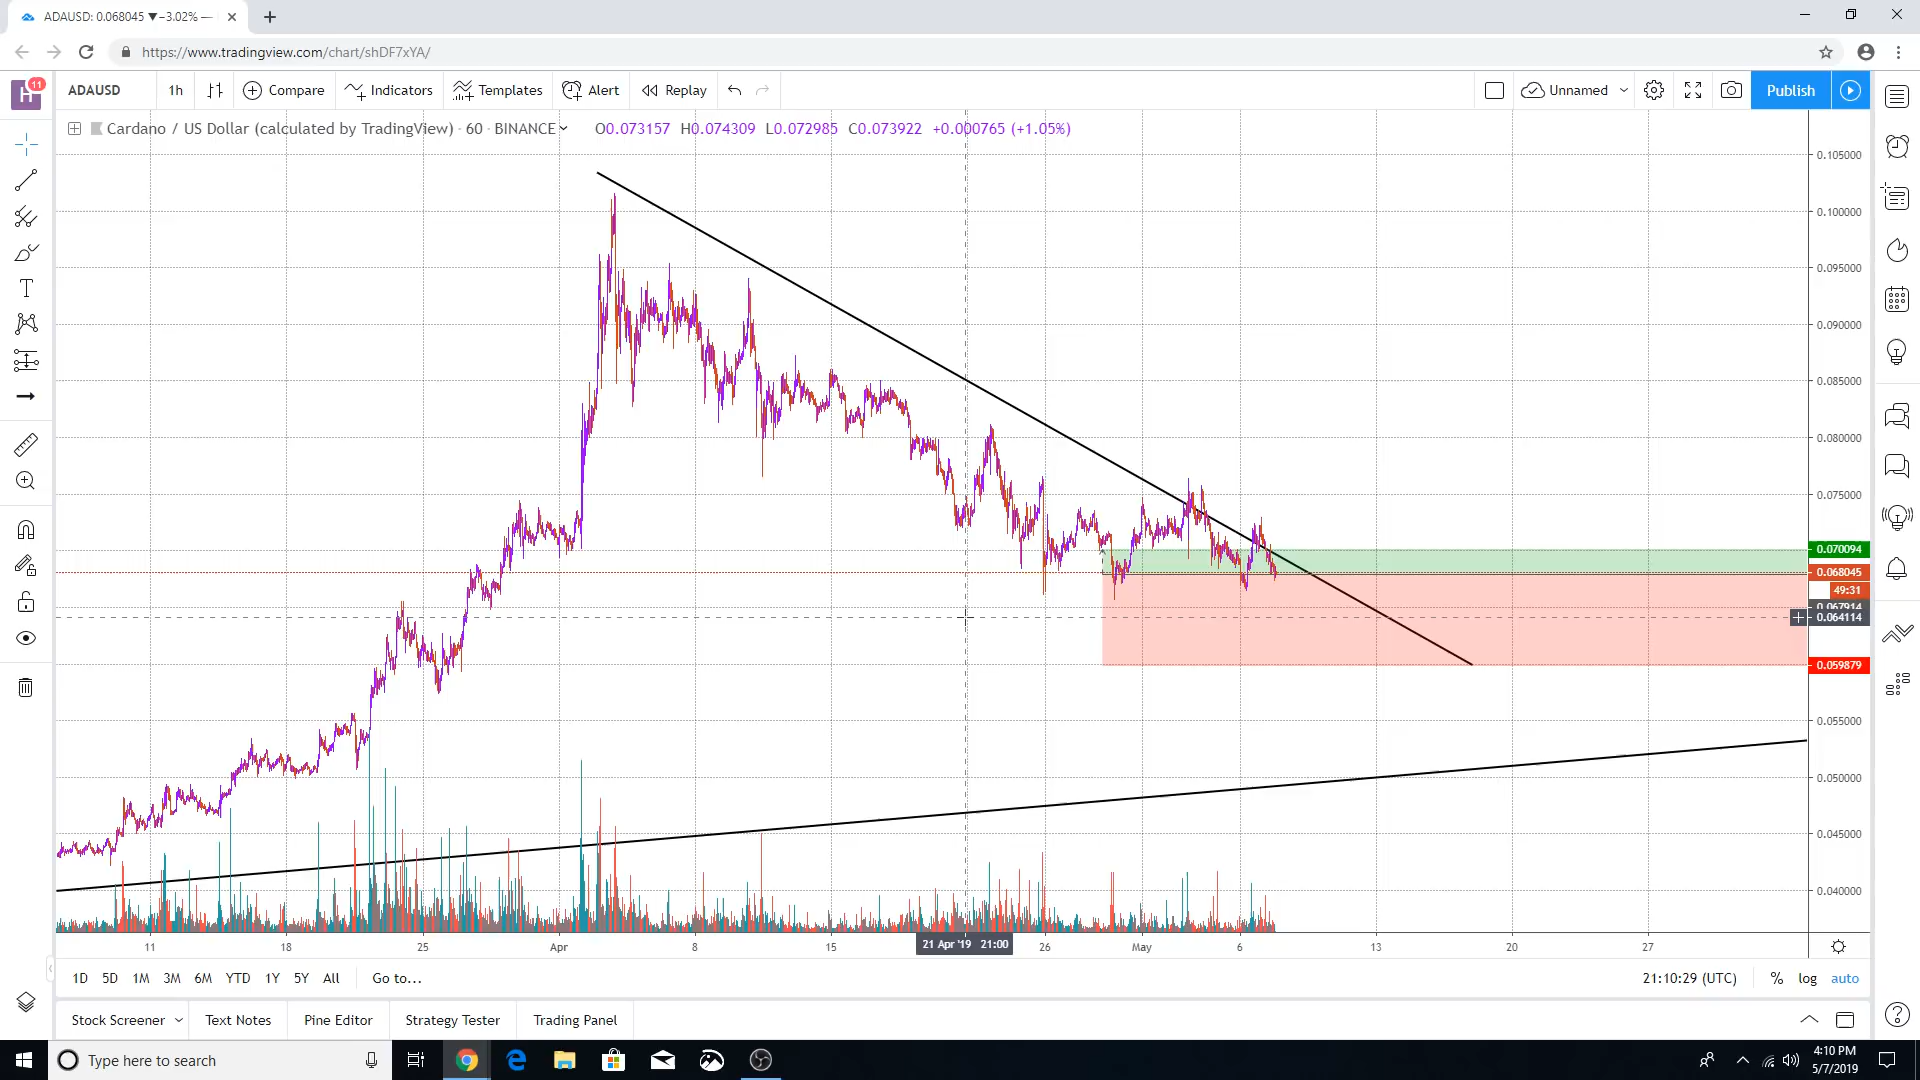 ADAUSD: 0.068045 ▼−3.02% —
https://www.tradingview.com/chart/shDF7xYA/
H 11
ADAUSD 1h Compare Indicators Templates Alert Replay Unnamed Publish
Cardano / US Dollar (calculated by TradingView) · 60 · BINANCE O0.073157 H0.074309 L0.072985 C0.073922 +0.000765 (+1.05%)
0.105000
0.100000
0.095000
0.090000
0.085000
0.080000
0.075000
0.070094
0.068045
49:31
0.067914
0.064114
0.059879
0.055000
0.050000
0.045000
0.040000
11 18 25 Apr 8 15 21 Apr '19 21:00 26 May 6 13 20 27
1D 5D 1M 3M 6M YTD 1Y 5Y All Go to... 21:10:29 (UTC) % log auto
Stock Screener Text Notes Pine Editor Strategy Tester Trading Panel
Type here to search
4:10 PM
5/7/2019